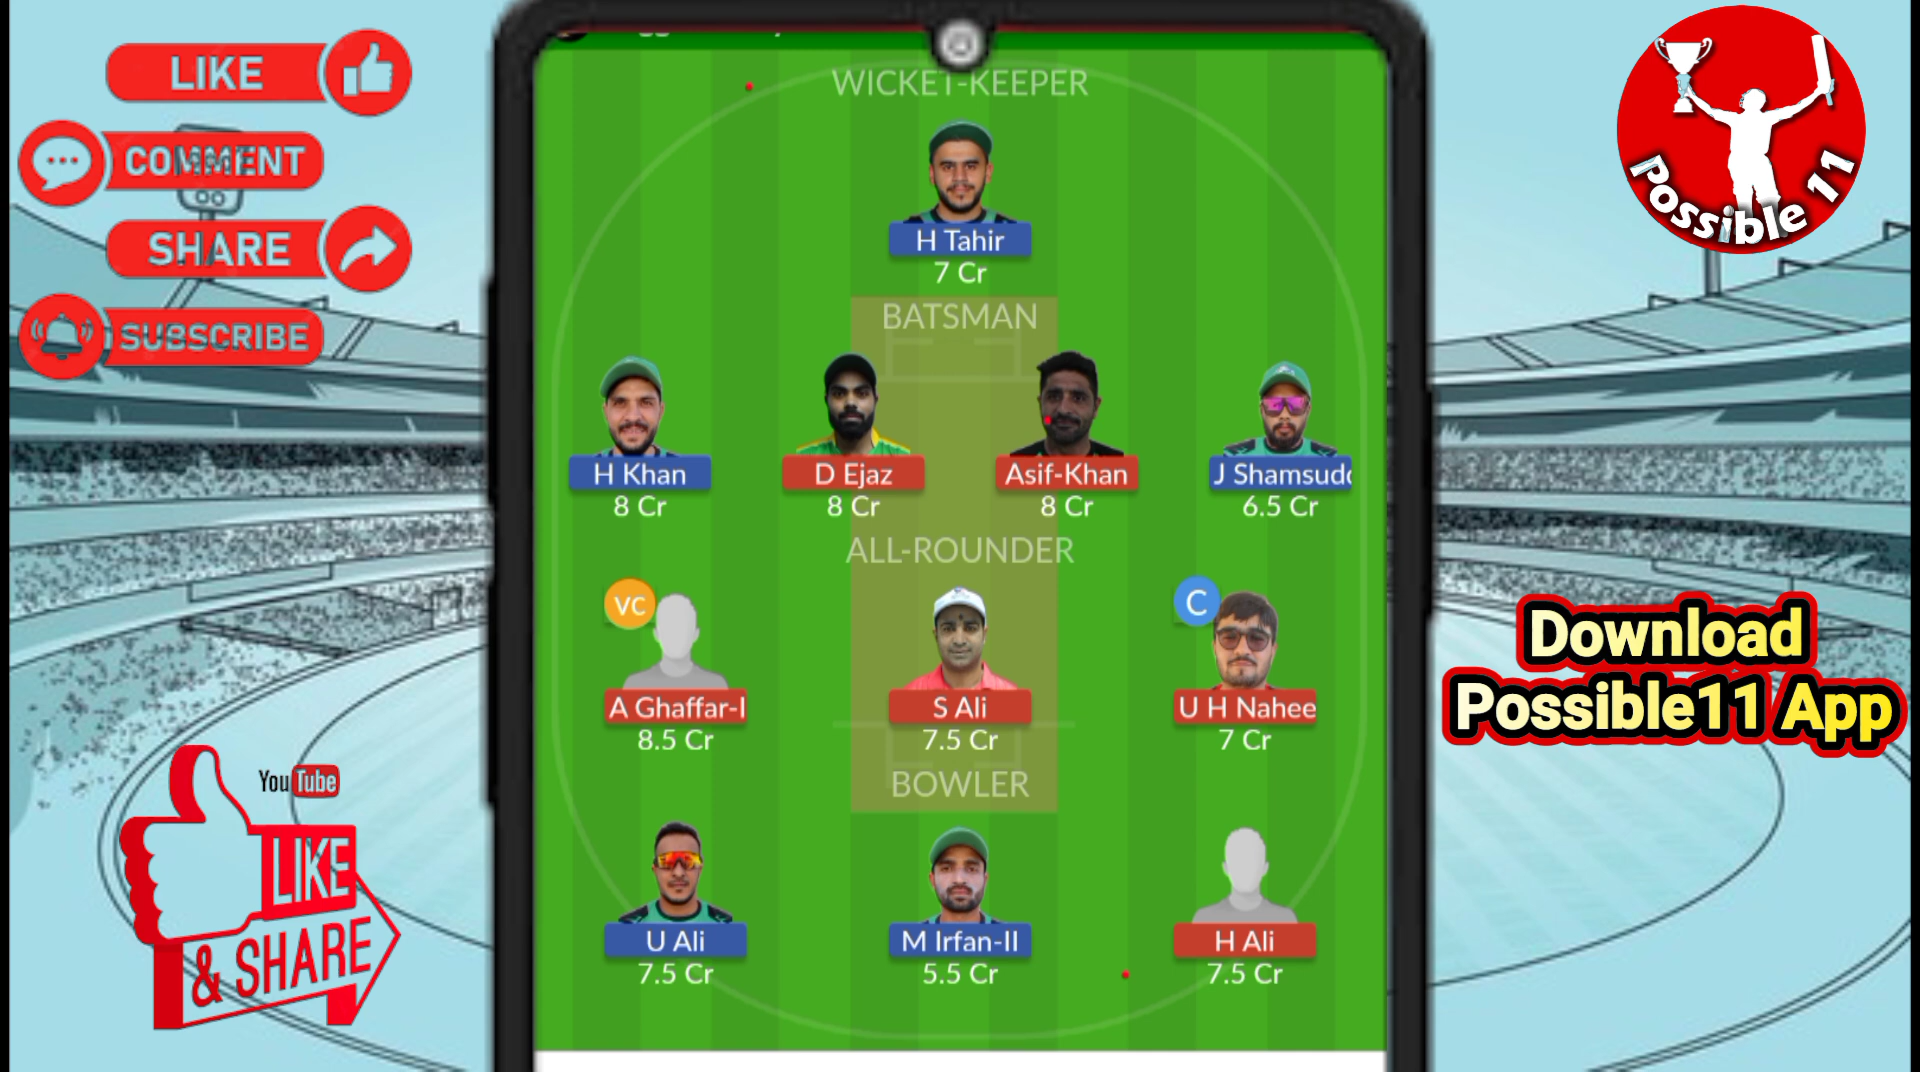 LIKE
COMMENT
SHARE
SUBSCRIBE
You Tube
LIKE
& SHARE
WICKET-KEEPER
H Tahir
7 Cr
BATSMAN
H Khan
8 Cr
D Ejaz
8 Cr
Asif-Khan
8 Cr
J Shamsud
6.5 Cr
ALL-ROUNDER
VC
A Ghaffar-I
8.5 Cr
S Ali
7.5 Cr
C
U H Nahee
7 Cr
BOWLER
U Ali
7.5 Cr
M Irfan-II
5.5 Cr
H Ali
7.5 Cr
Possible 11
Download
Possible11 App